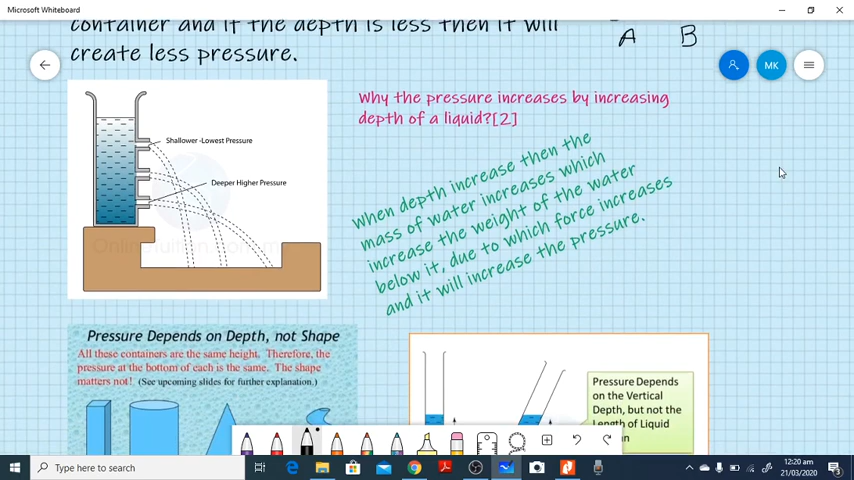 Microsoft Whiteboard
container and if the depth is less then it will
create less pressure.
A B
MK
Why the pressure increases by increasing
depth of a liquid?[2]
Shallower -Lowest Pressure
Deeper Higher Pressure
when depth increase then the
mass of water increases which
increase the weight of the water
below it, due to which force increases
and it will increase the pressure.
Pressure Depends on Depth, not Shape
All these containers are the same height. Therefore, the
pressure at the bottom of each is the same. The shape
matters not! (See upcoming slides for further explanation.)
Pressure Depends
on the Vertical
Depth, but not the
Length of Liquid
Type here to search
12:20 am
21/03/2020
3